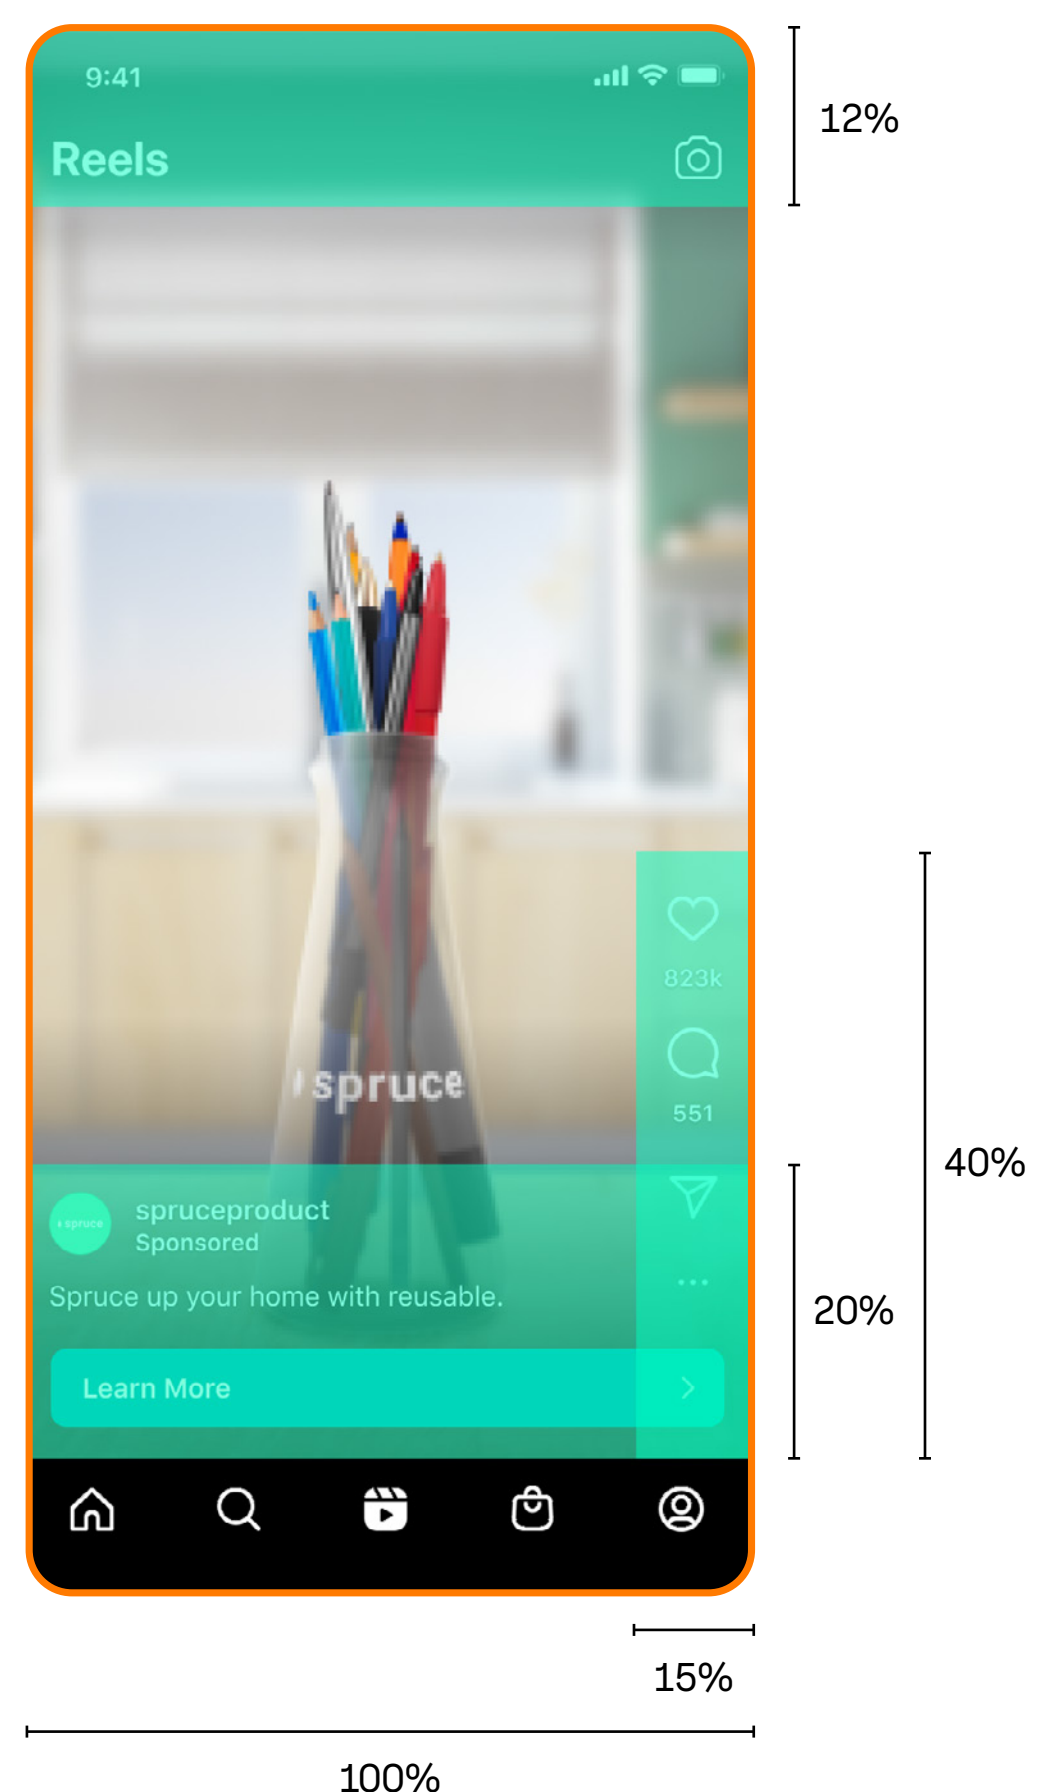 9:41
12%
Reels
823k
spruce
551
40%
spruce
spruceproduct
Sponsored
Spruce up your home with reusable.
20%
Learn More
15%
100%